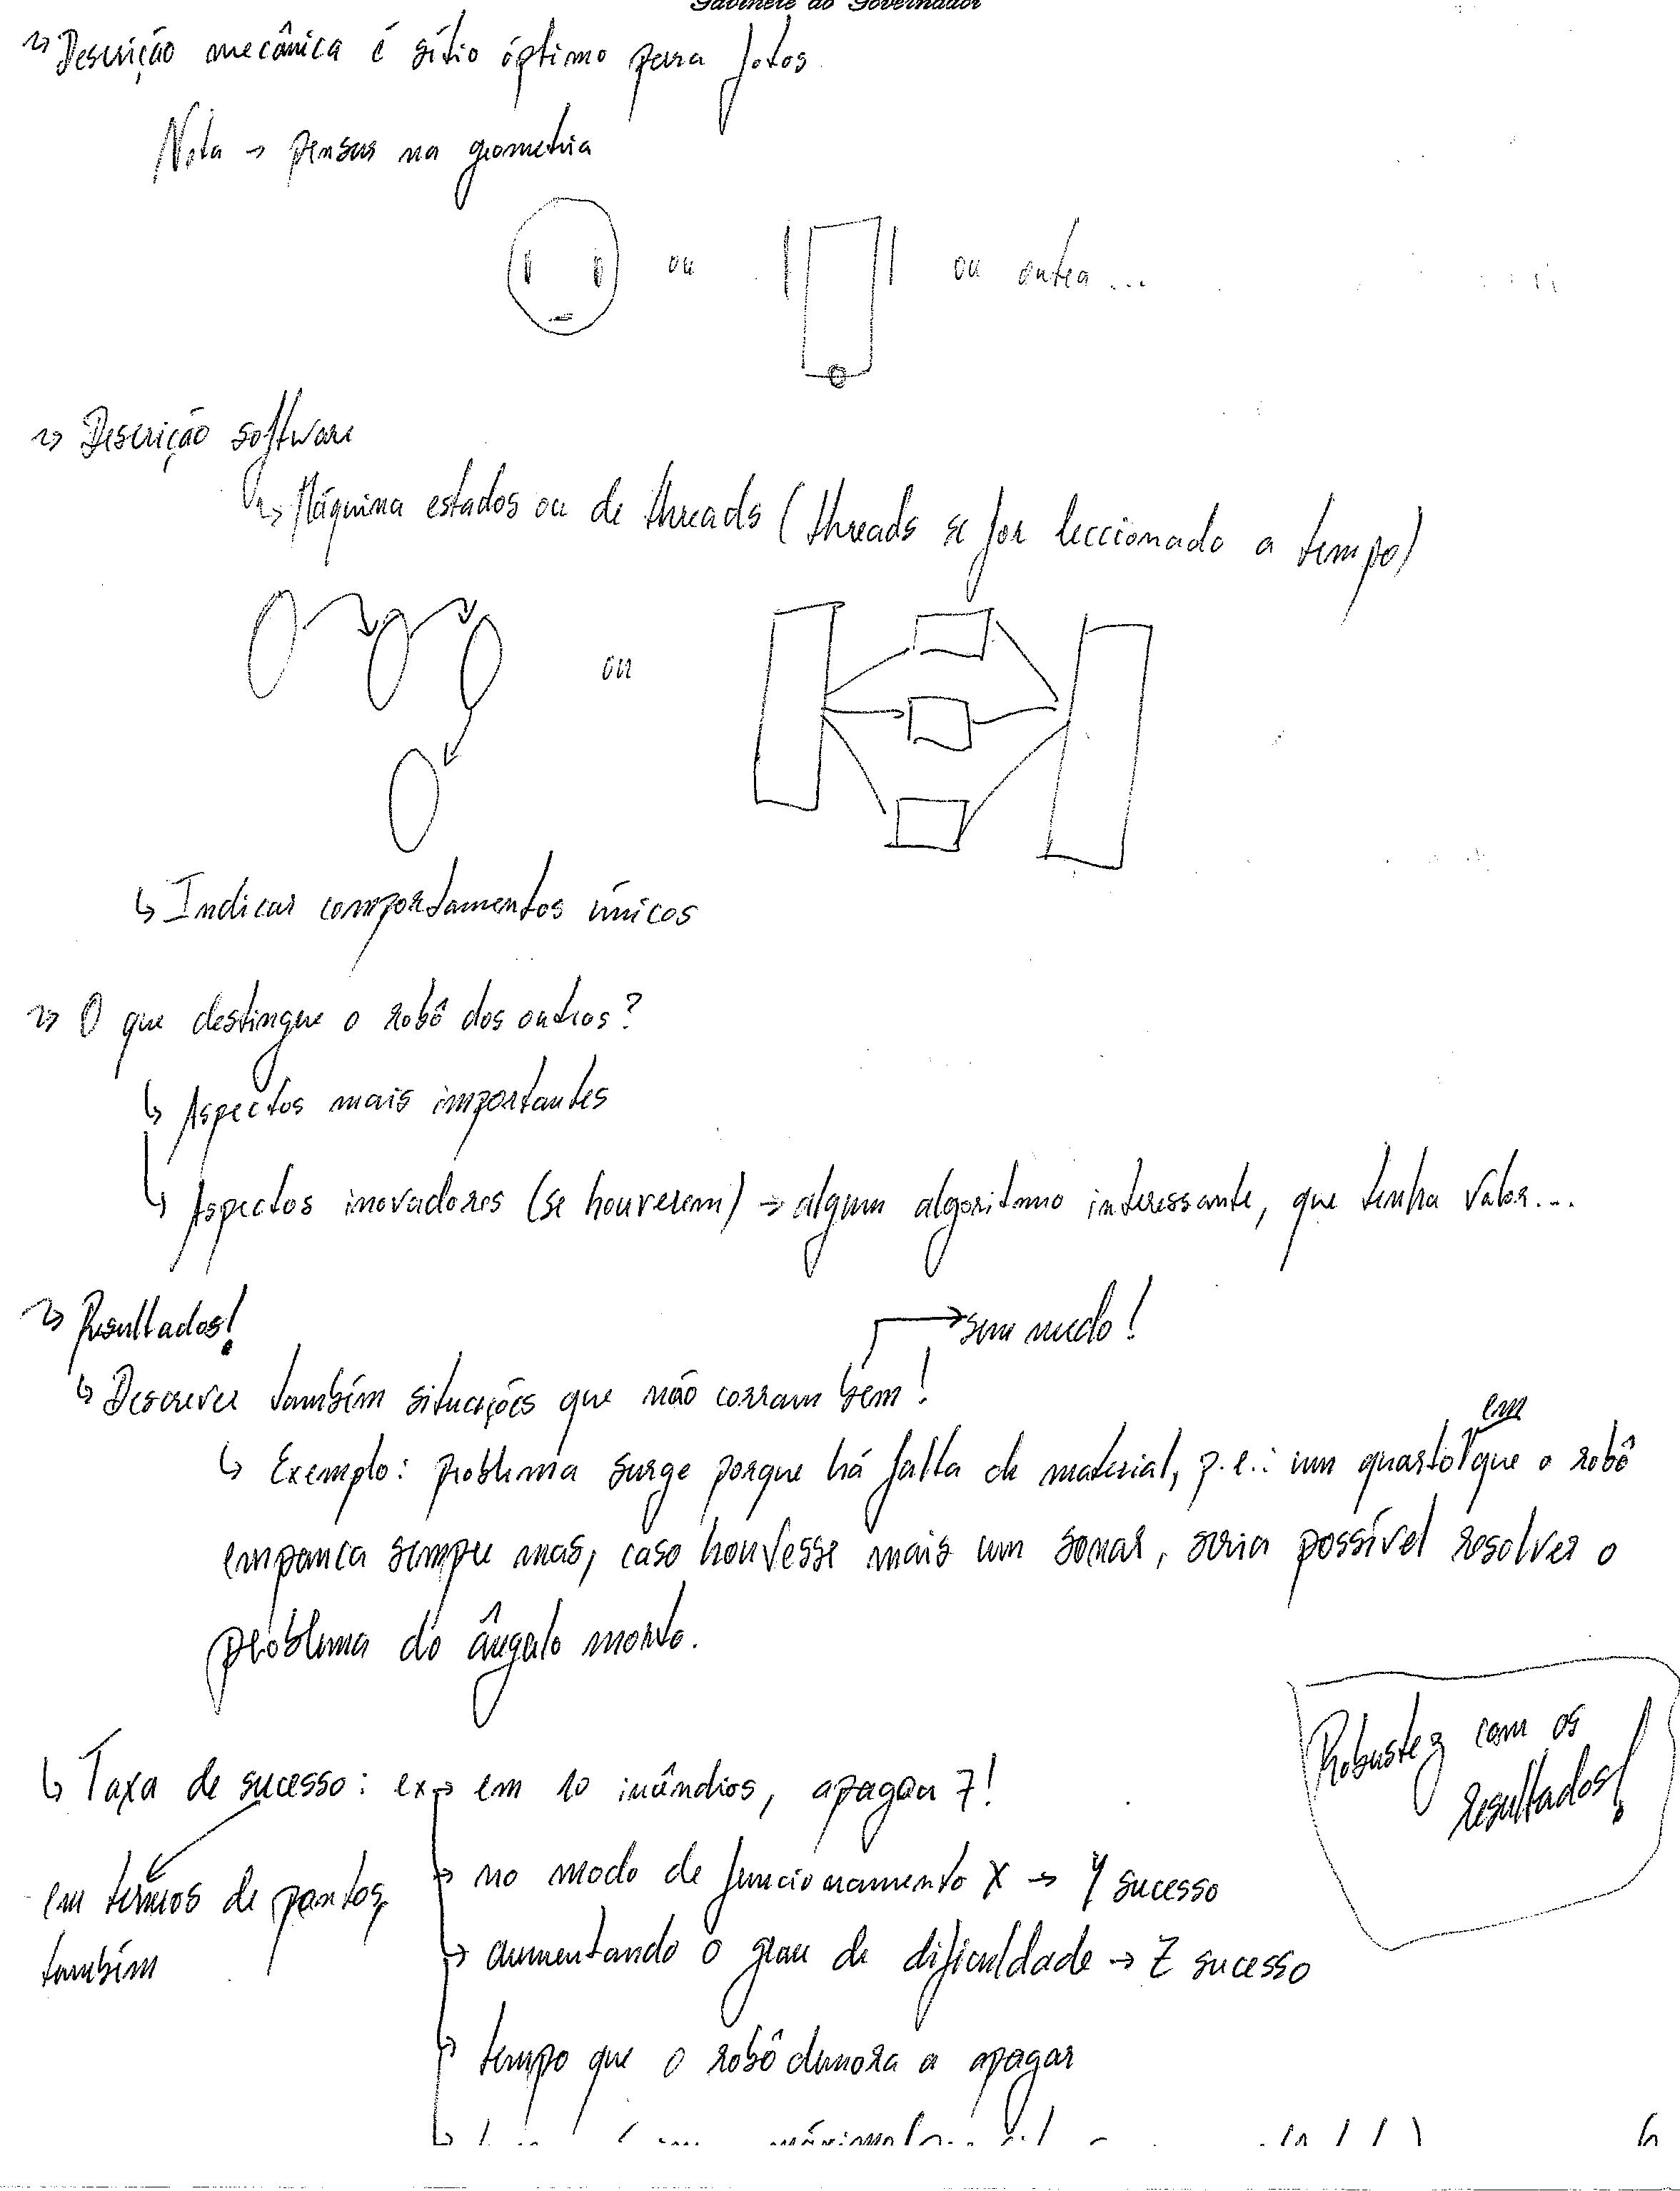 Gabinete do Governador
↳ Descrição mecânica é sítio óptimo para fotos
Nota → pensar na geometria
ou ou outra...
↳ Descrição software
↳ Máquina estados ou de threads (threads se for leccionado a tempo)
ou
↳ Indicar comportamentos únicos
↳ O que destingue o robô dos outros?
↳ Aspectos mais importantes
↳ Aspectos inovadores (se houverem) → algum algoritmo interessante, que tenha valor...
↳ Resultados!
→ sem medo!
↳ Descrever também situações que não corram bem!
↳ Exemplo: problema surge porque há falta de material, p.e.: um quarto em que o robô
empanca sempre mas, caso houvesse mais um sonar, seria possível resolver o
problema do ângulo morto.
Robustez com os
resultados!
↳ Taxa de sucesso: ex→ em 10 incêndios, apagou 7!
em termos de pontos,
também
→ no modo de funcionamento X → Y sucesso
→ aumentando o grau de dificuldade → Z sucesso
→ tempo que o robô demora a apagar